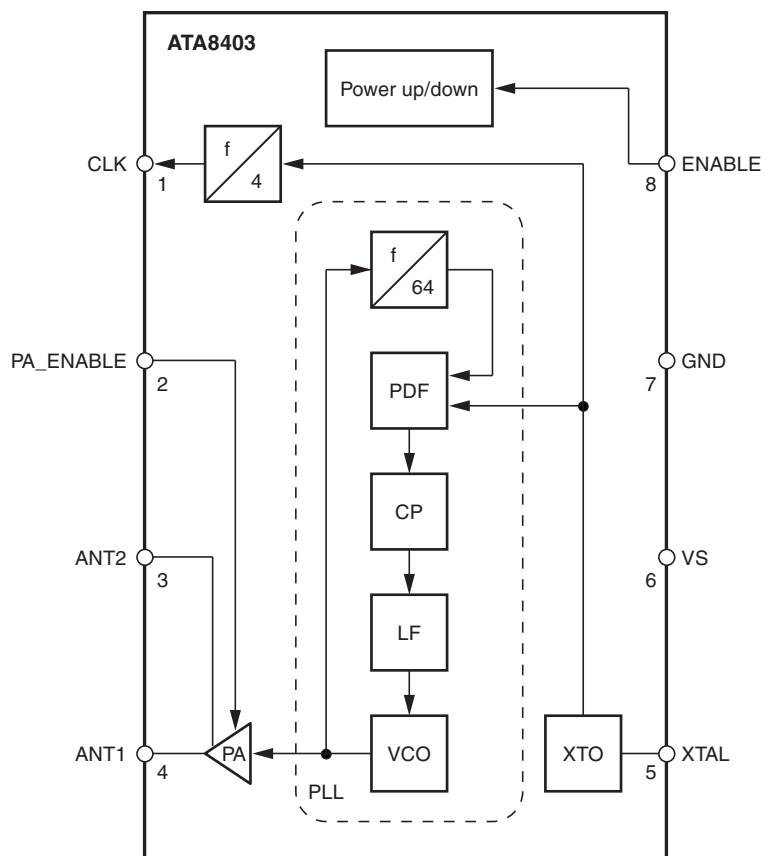 ATA8403
Power up/down
CLK
1
f
4
8
ENABLE
f
64
PA_ENABLE
2
PDF
7
GND
CP
ANT2
3
6
VS
LF
ANT1
4
PA
VCO
XTO
5
XTAL
PLL